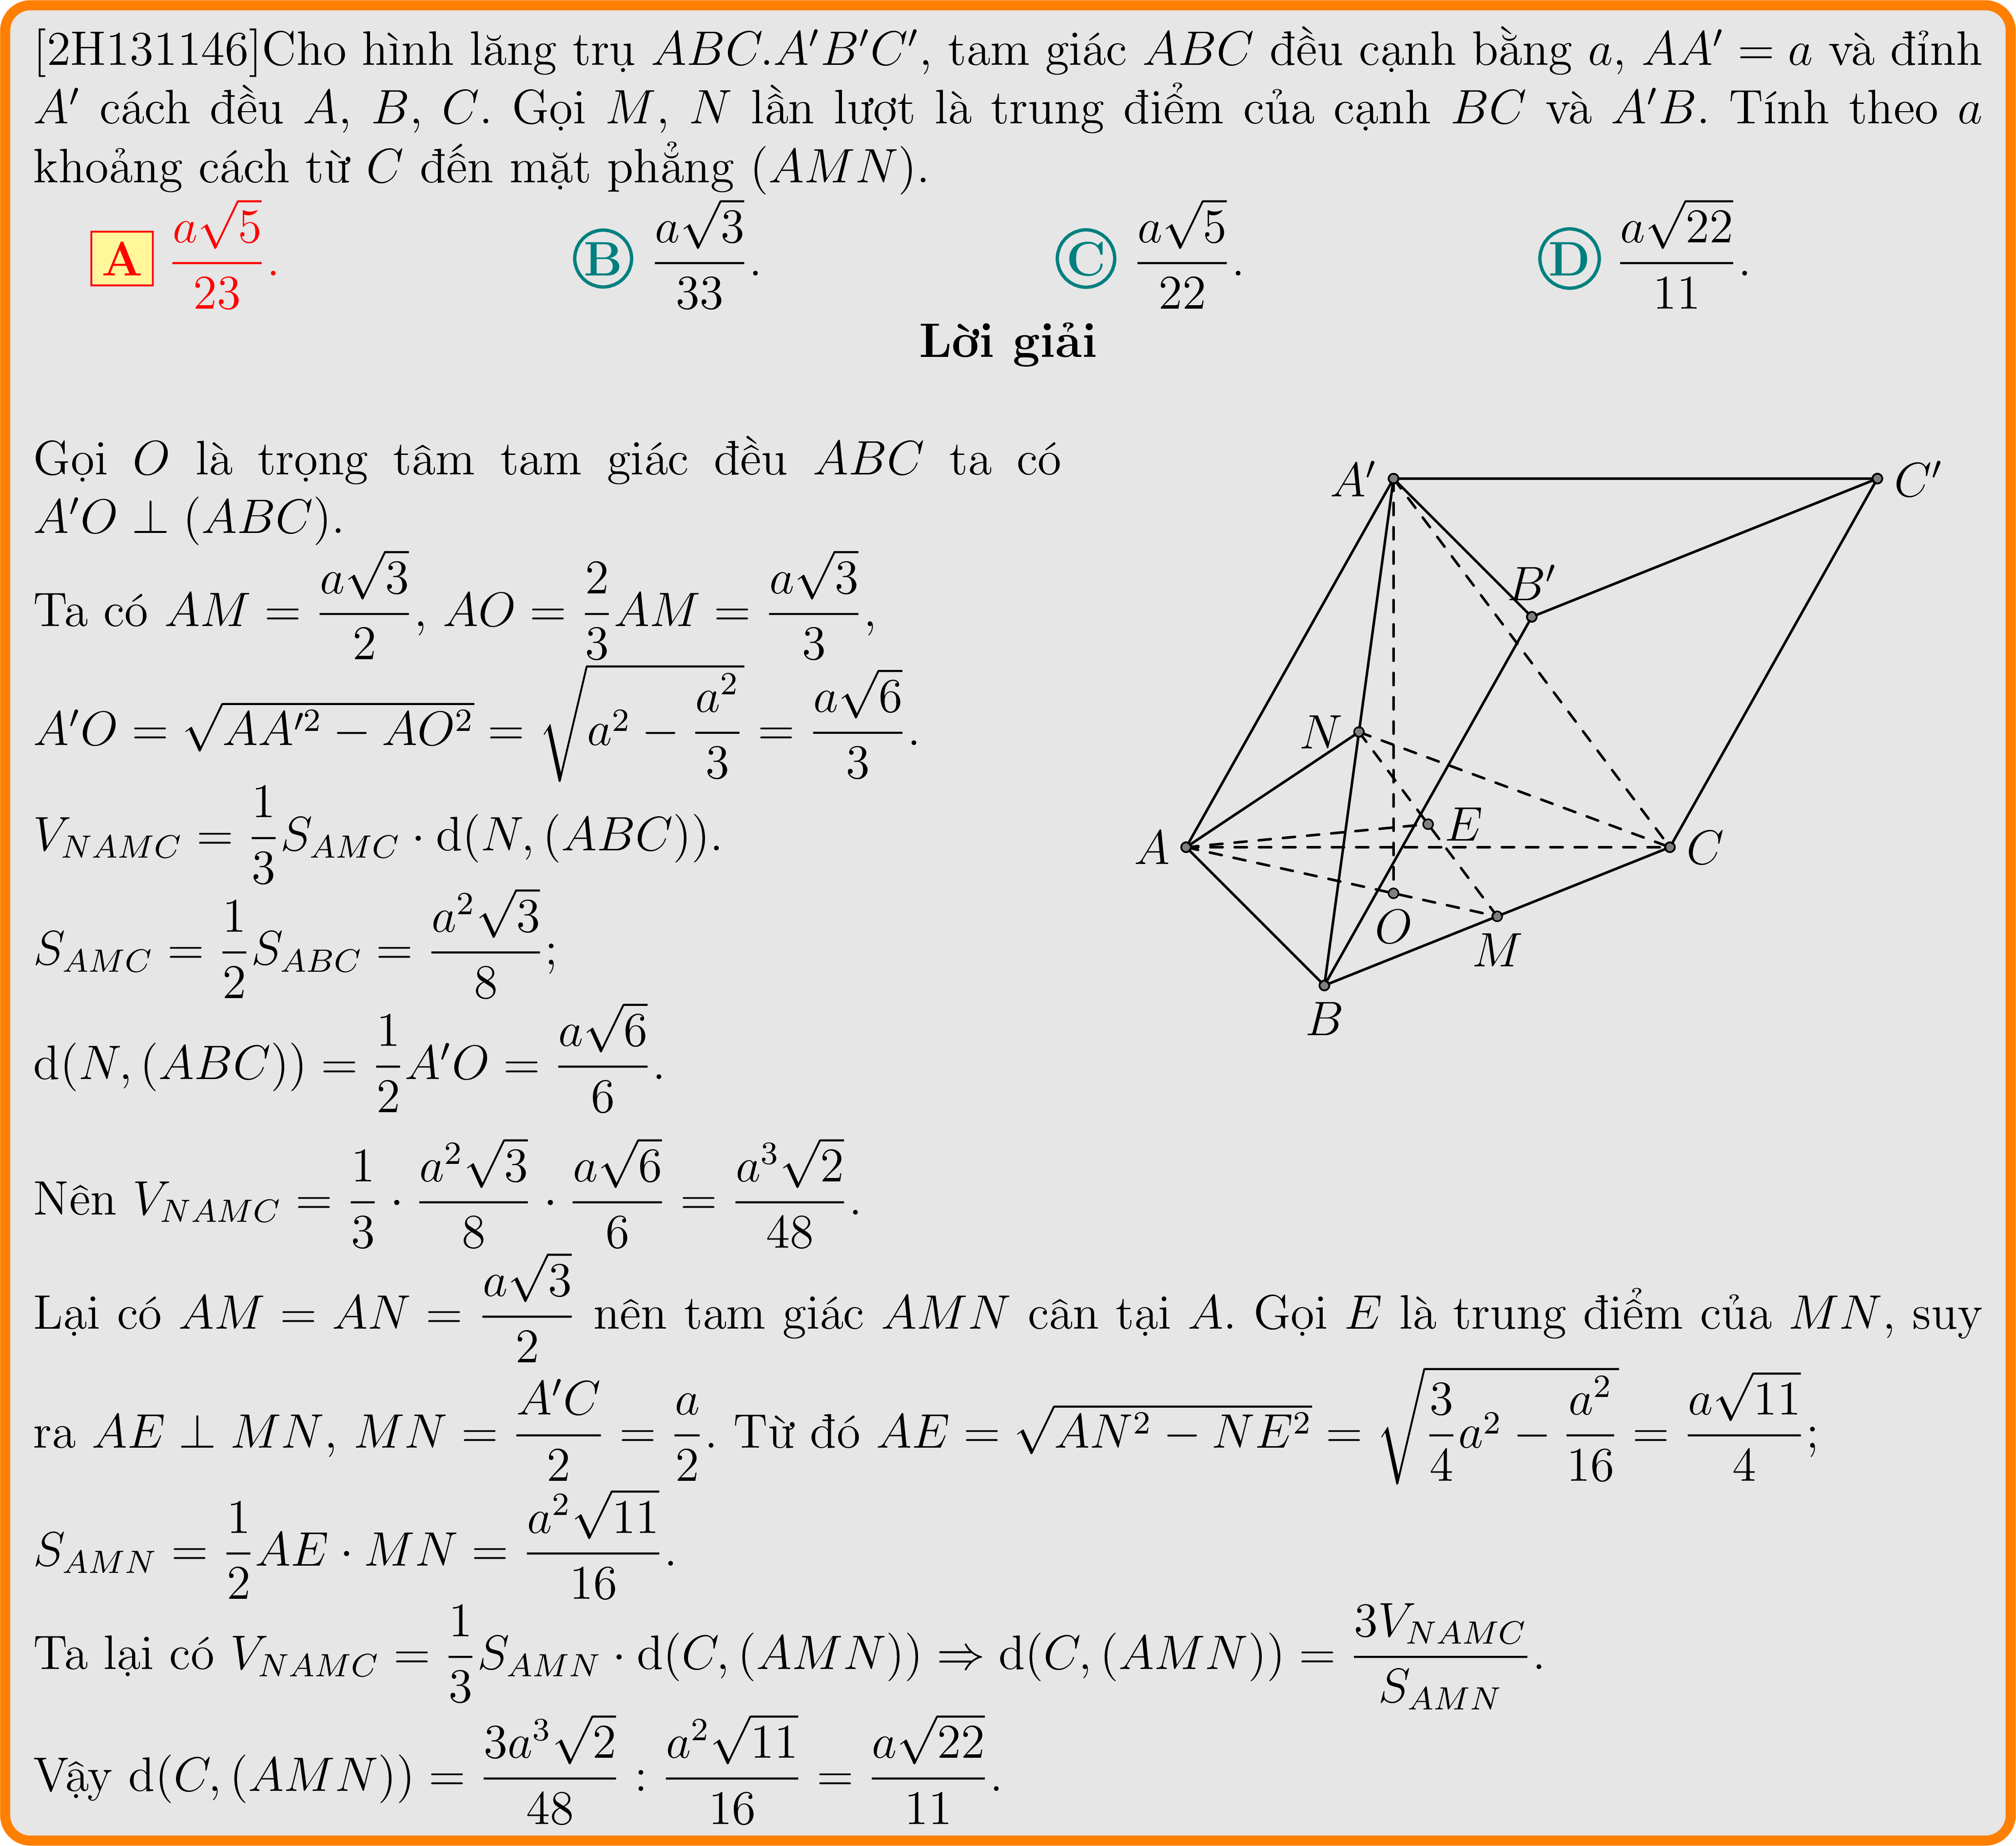 [2H131146]Cho hình lăng trụ ABC.A′B′C′, tam giác ABC đều cạnh bằng a, AA′ = a và đỉnh
A′ cách đều A, B, C. Gọi M, N lần lượt là trung điểm của cạnh BC và A′B. Tính theo a
khoảng cách từ C đến mặt phẳng (AMN).
A $\frac{a\sqrt{5}}{23}$. B $\frac{a\sqrt{3}}{33}$. C $\frac{a\sqrt{5}}{22}$. D $\frac{a\sqrt{22}}{11}$.
Lời giải
Gọi O là trọng tâm tam giác đều ABC ta có
A′O ⊥ (ABC).
Ta có $AM = \frac{a\sqrt{3}}{2}$, $AO = \frac{2}{3}AM = \frac{a\sqrt{3}}{3}$,
$A'O = \sqrt{AA'^2 - AO^2} = \sqrt{a^2 - \frac{a^2}{3}} = \frac{a\sqrt{6}}{3}$.
$V_{NAMC} = \frac{1}{3}S_{AMC} \cdot d(N, (ABC))$.
$S_{AMC} = \frac{1}{2}S_{ABC} = \frac{a^2\sqrt{3}}{8}$;
$d(N, (ABC)) = \frac{1}{2}A'O = \frac{a\sqrt{6}}{6}$.
Nên $V_{NAMC} = \frac{1}{3} \cdot \frac{a^2\sqrt{3}}{8} \cdot \frac{a\sqrt{6}}{6} = \frac{a^3\sqrt{2}}{48}$.
A′
C′
B′
N
E
A
C
O
M
B
Lại có $AM = AN = \frac{a\sqrt{3}}{2}$ nên tam giác AMN cân tại A. Gọi E là trung điểm của MN, suy
ra AE ⊥ MN, $MN = \frac{A'C}{2} = \frac{a}{2}$. Từ đó $AE = \sqrt{AN^2 - NE^2} = \sqrt{\frac{3}{4}a^2 - \frac{a^2}{16}} = \frac{a\sqrt{11}}{4}$;
$S_{AMN} = \frac{1}{2}AE \cdot MN = \frac{a^2\sqrt{11}}{16}$.
Ta lại có $V_{NAMC} = \frac{1}{3}S_{AMN} \cdot d(C, (AMN)) \Rightarrow d(C, (AMN)) = \frac{3V_{NAMC}}{S_{AMN}}$.
Vậy $d(C, (AMN)) = \frac{3a^3\sqrt{2}}{48} : \frac{a^2\sqrt{11}}{16} = \frac{a\sqrt{22}}{11}$.